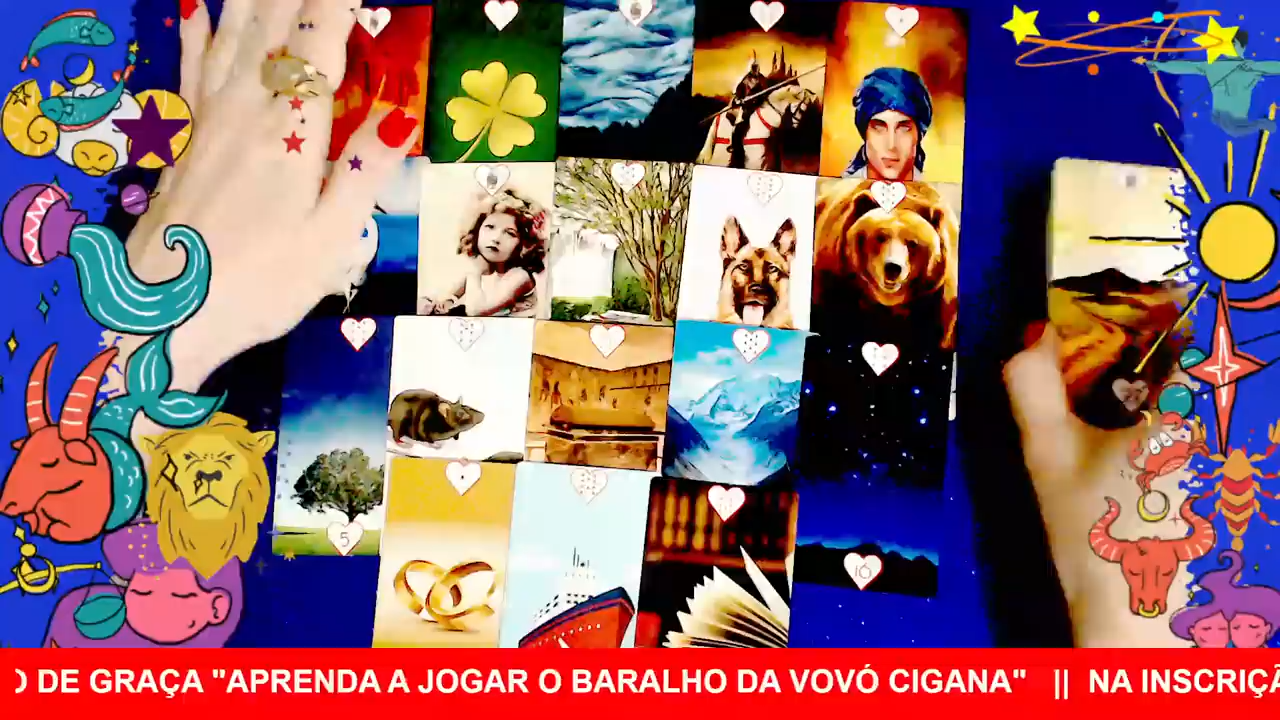 5
16
DE GRAÇA "APRENDA A JOGAR O BARALHO DA VOVÓ CIGANA" || NA INSCRIÇÃ